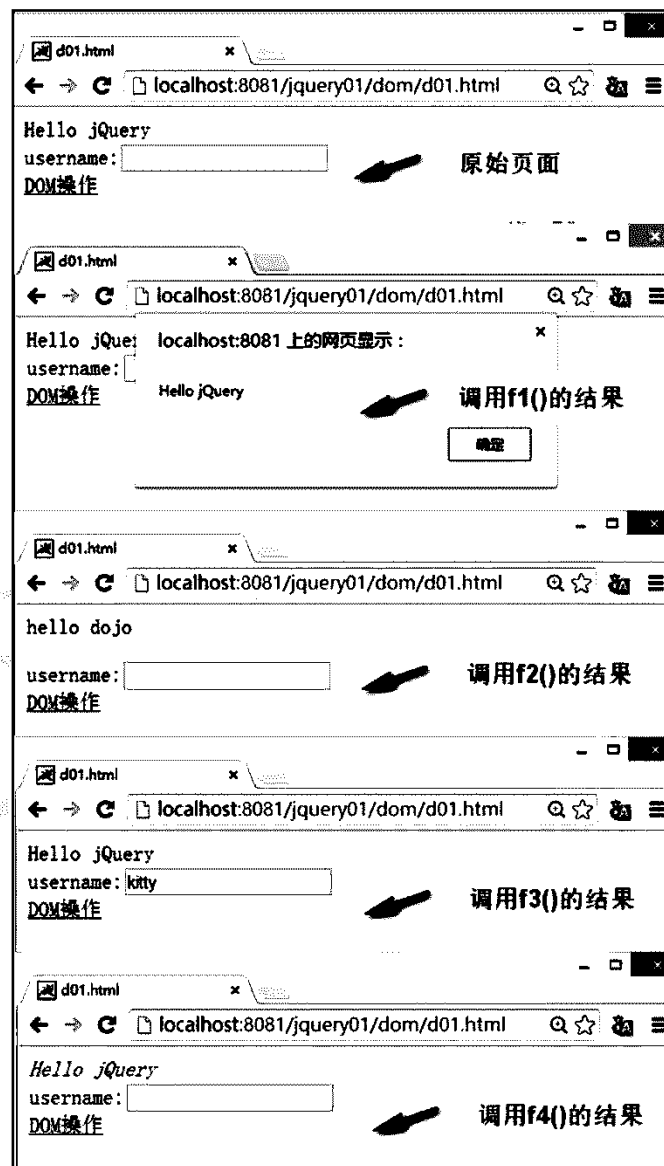 d01.html
localhost:8081/jquery01/dom/d01.html
Hello jQuery
username:
原始页面
DOM操作
d01.html
localhost:8081/jquery01/dom/d01.html
Hello jQue
localhost:8081 上的网页显示：
username:
DOM操作
Hello jQuery
调用f1()的结果
确定
d01.html
localhost:8081/jquery01/dom/d01.html
hello dojo
username:
调用f2()的结果
DOM操作
d01.html
localhost:8081/jquery01/dom/d01.html
Hello jQuery
username:kitty
调用f3()的结果
DOM操作
d01.html
localhost:8081/jquery01/dom/d01.html
Hello jQuery
username:
调用f4()的结果
DOM操作